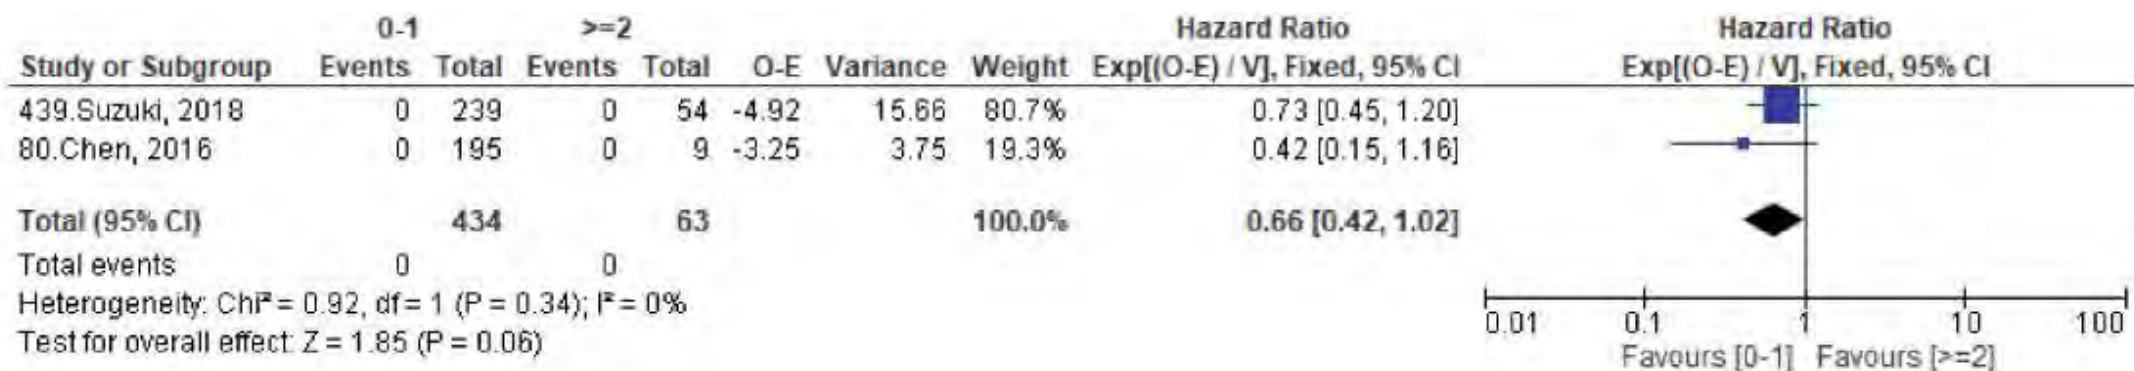 0-1 >=2 Hazard Ratio Hazard Ratio
Study or Subgroup Events Total Events Total O-E Variance Weight Exp[(O-E) / V], Fixed, 95% CI Exp[(O-E) / V], Fixed, 95% CI
439.Suzuki, 2018 0 239 0 54 -4.92 15.66 80.7% 0.73 [0.45, 1.20]
80.Chen, 2016 0 195 0 9 -3.25 3.75 19.3% 0.42 [0.15, 1.16]
Total (95% CI) 434 63 100.0% 0.66 [0.42, 1.02]
Total events 0 0
Heterogeneity: Chi² = 0.92, df = 1 (P = 0.34); I² = 0%
Test for overall effect: Z = 1.85 (P = 0.06)
0.01 0.1 1 10 100
Favours [0-1] Favours [>=2]